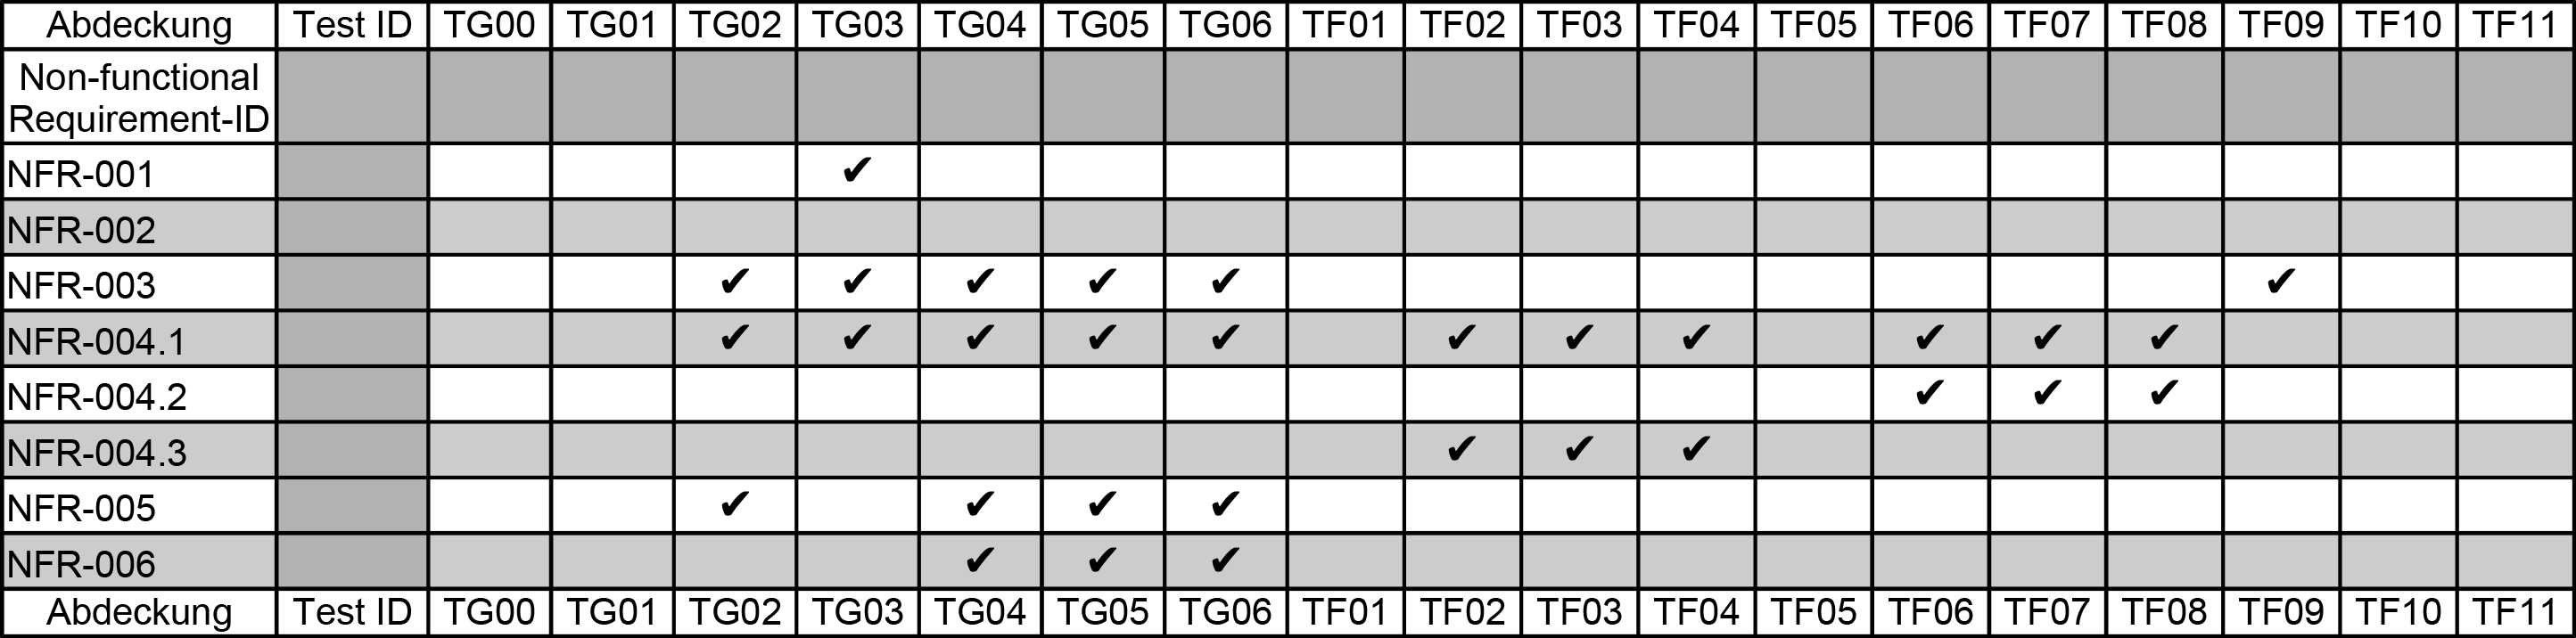 Abdeckung Test ID TG00 TG01 TG02 TG03 TG04 TG05 TG06 TF01 TF02 TF03 TF04 TF05 TF06 TF07 TF08 TF09 TF10 TF11
Non-functional
Requirement-ID
NFR-001 ✔
NFR-002
NFR-003 ✔ ✔ ✔ ✔ ✔ ✔
NFR-004.1 ✔ ✔ ✔ ✔ ✔ ✔ ✔ ✔ ✔ ✔ ✔
NFR-004.2 ✔ ✔ ✔
NFR-004.3 ✔ ✔ ✔
NFR-005 ✔ ✔ ✔ ✔
NFR-006 ✔ ✔ ✔
Abdeckung Test ID TG00 TG01 TG02 TG03 TG04 TG05 TG06 TF01 TF02 TF03 TF04 TF05 TF06 TF07 TF08 TF09 TF10 TF11